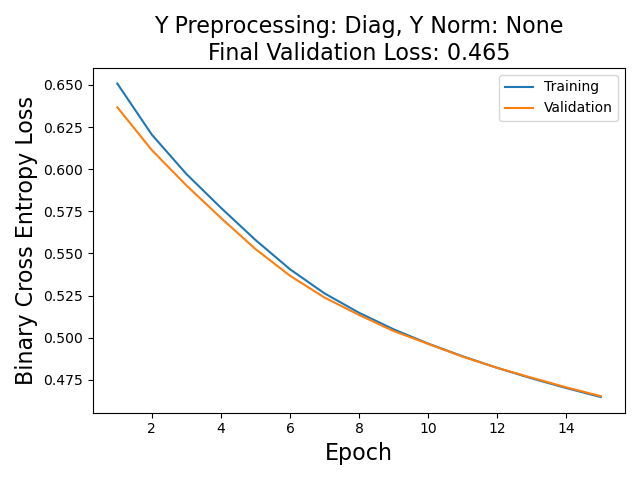 Y Preprocessing: Diag, Y Norm: None
Final Validation Loss: 0.465
Training
Validation
Binary Cross Entropy Loss
0.650
0.625
0.600
0.575
0.550
0.525
0.500
0.475
2
4
6
8
10
12
14
Epoch